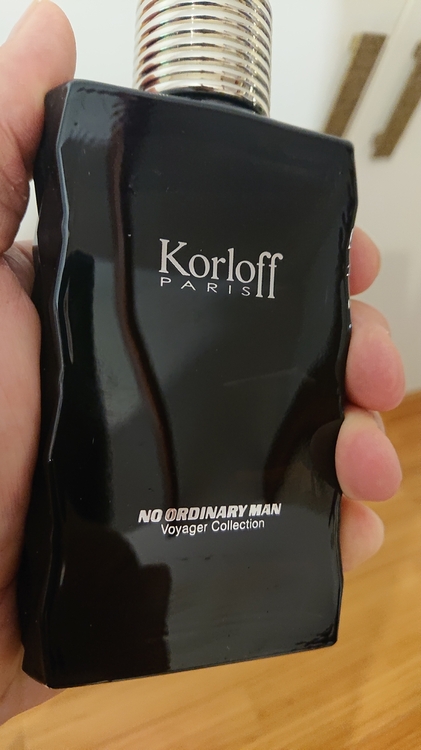 Korloff
PARIS
NO ORDINARY MAN
Voyager Collection